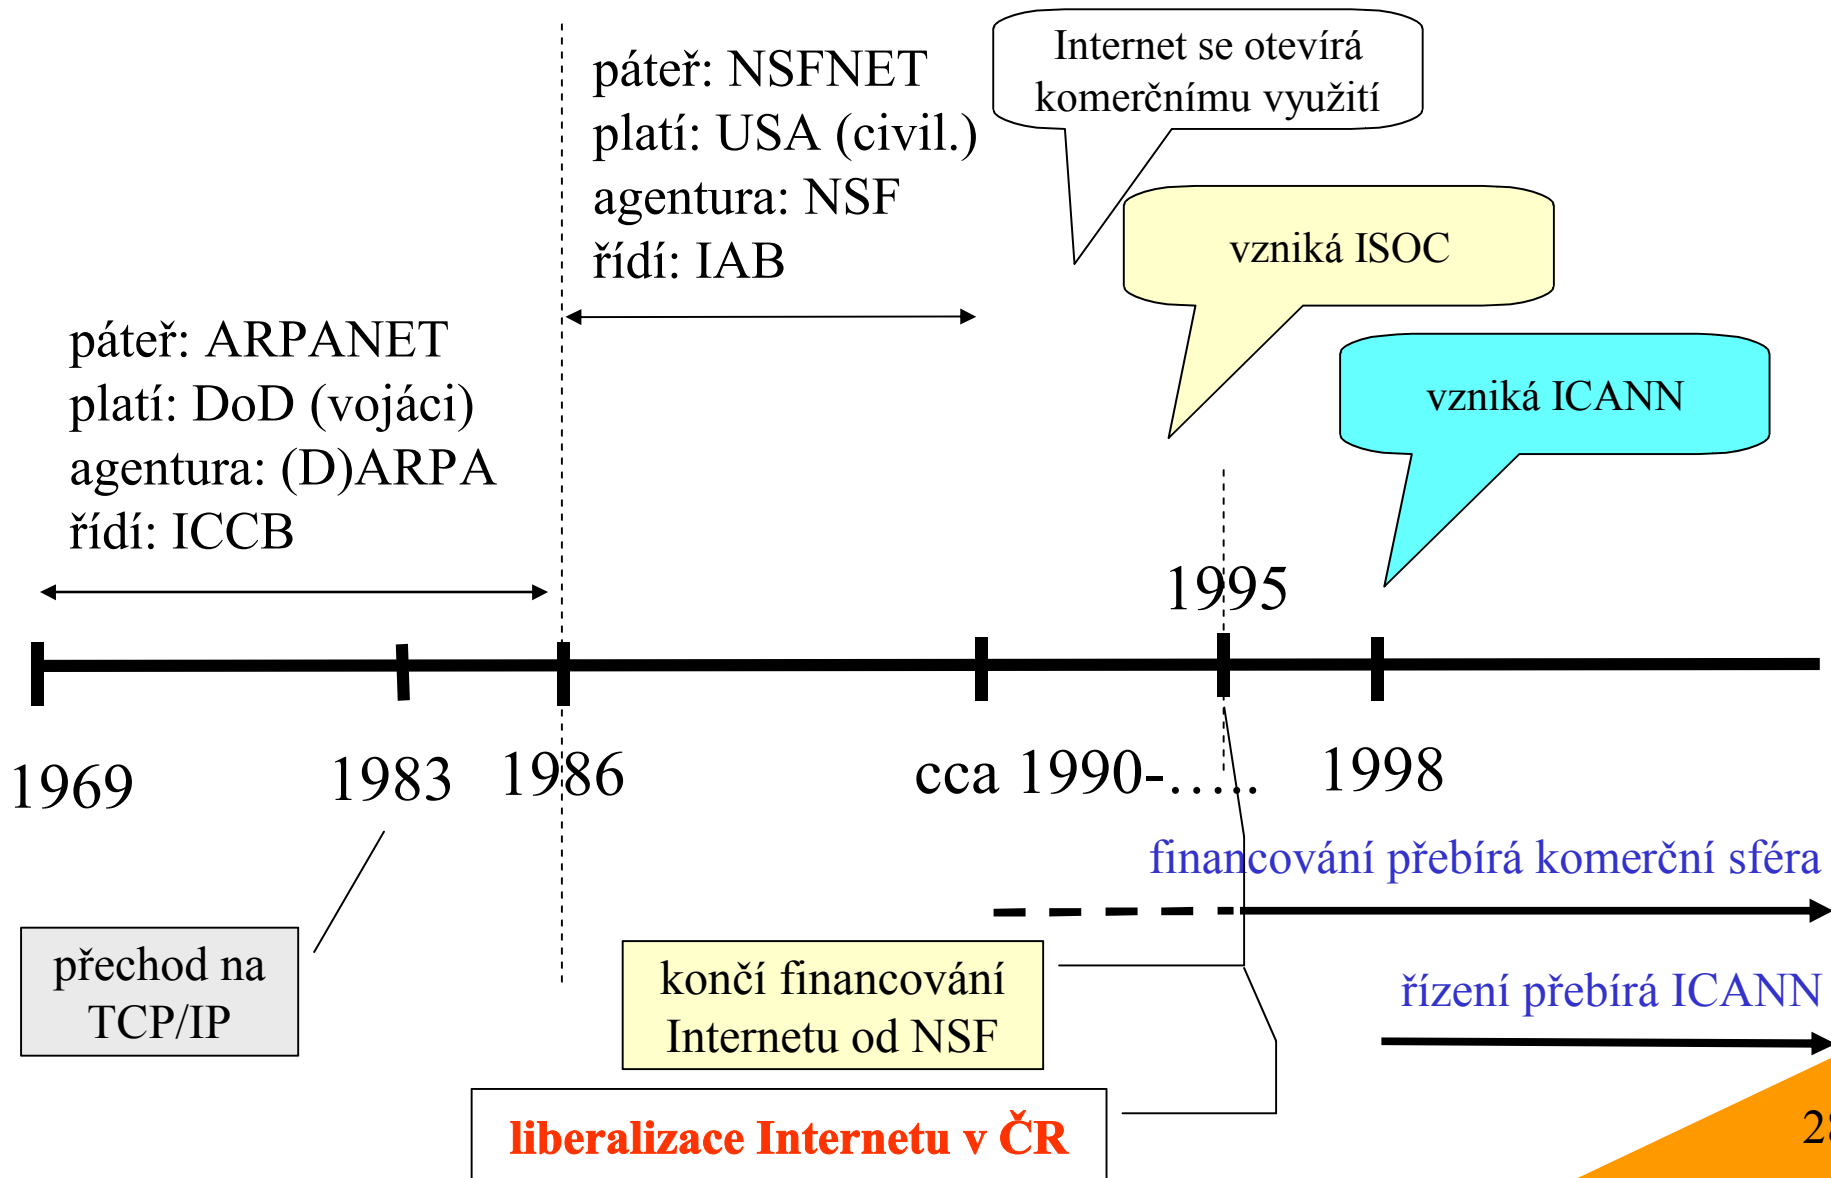 páteř: NSFNET
platí: USA (civil.)
agentura: NSF
řídí: IAB
Internet se otevírá
komerčnímu využití
vzniká ISOC
vzniká ICANN
páteř: ARPANET
platí: DoD (vojáci)
agentura: (D)ARPA
řídí: ICCB
1995
1969
1983
1986
cca 1990-…..
1998
financování přebírá komerční sféra
přechod na
TCP/IP
končí financování
Internetu od NSF
řízení přebírá ICANN
liberalizace Internetu v ČR
28